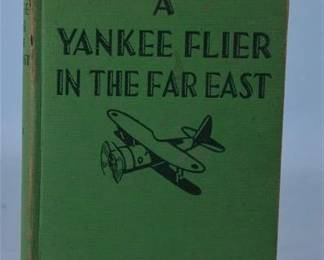 A
YANKEE FLIER
IN THE FAR EAST